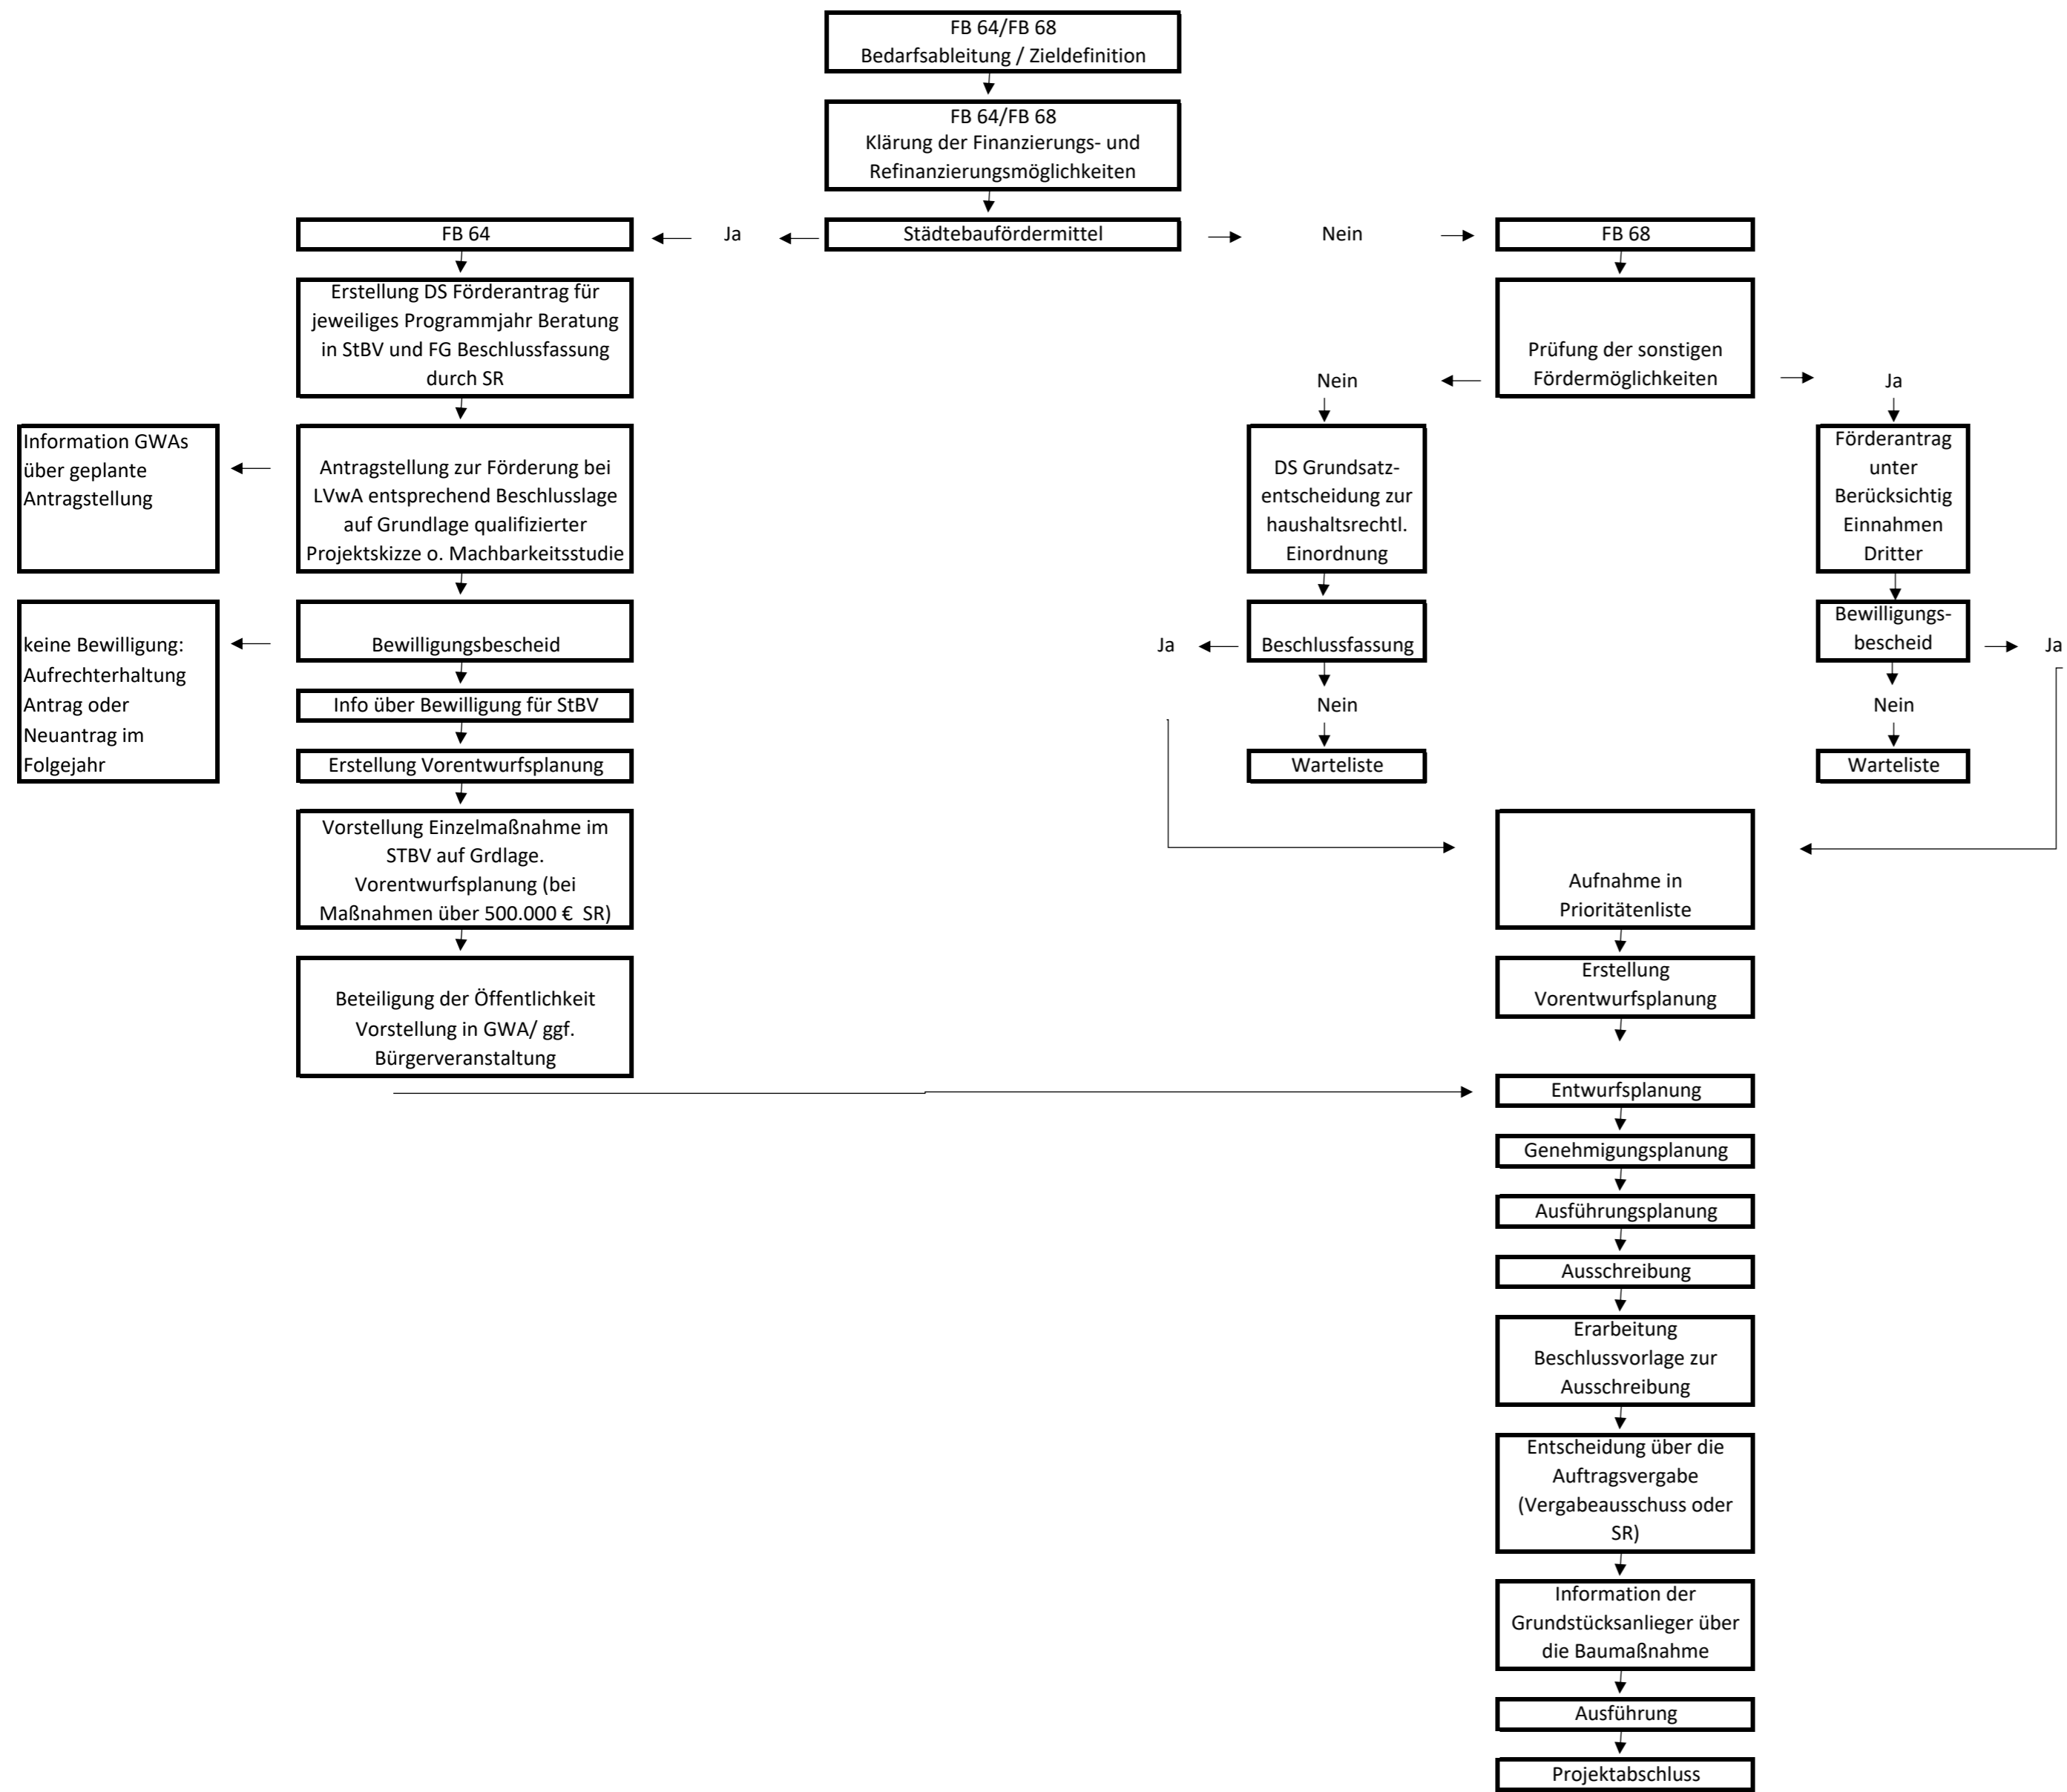 FB 64/FB 68
Bedarfsableitung / Zieldefinition
FB 64/FB 68
Klärung der Finanzierungs- und
Refinanzierungsmöglichkeiten
FB 64
Ja
Städtebaufördermittel
Nein
FB 68
Erstellung DS Förderantrag für
jeweiliges Programmjahr Beratung
in StBV und FG Beschlussfassung
durch SR
Prüfung der sonstigen
Fördermöglichkeiten
Nein
Ja
Information GWAs
über geplante
Antragstellung
Antragstellung zur Förderung bei
LVwA entsprechend Beschlusslage
auf Grundlage qualifizierter
Projektskizze o. Machbarkeitsstudie
DS Grundsatz-
entscheidung zur
haushaltsrechtl.
Einordnung
Förderantrag
unter
Berücksichtig
Einnahmen
Dritter
keine Bewilligung:
Aufrechterhaltung
Antrag oder
Neuantrag im
Folgejahr
Bewilligungsbescheid
Ja
Beschlussfassung
Bewilligungs-
bescheid
Ja
Info über Bewilligung für StBV
Nein
Nein
Erstellung Vorentwurfsplanung
Warteliste
Warteliste
Vorstellung Einzelmaßnahme im
STBV auf Grdlage.
Vorentwurfsplanung (bei
Maßnahmen über 500.000 € SR)
Aufnahme in
Prioritätenliste
Beteiligung der Öffentlichkeit
Vorstellung in GWA/ ggf.
Bürgerveranstaltung
Erstellung
Vorentwurfsplanung
Entwurfsplanung
Genehmigungsplanung
Ausführungsplanung
Ausschreibung
Erarbeitung
Beschlussvorlage zur
Ausschreibung
Entscheidung über die
Auftragsvergabe
(Vergabeausschuss oder
SR)
Information der
Grundstücksanlieger über
die Baumaßnahme
Ausführung
Projektabschluss